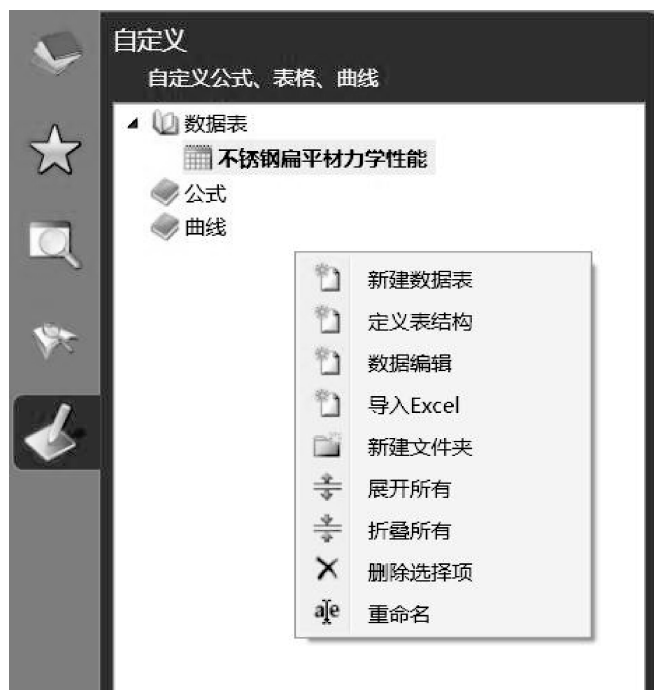 自定义
自定义公式、表格、曲线
数据表
不锈钢扁平材力学性能
公式
曲线
新建数据表
定义表结构
数据编辑
导入Excel
新建文件夹
展开所有
折叠所有
删除选择项
重命名